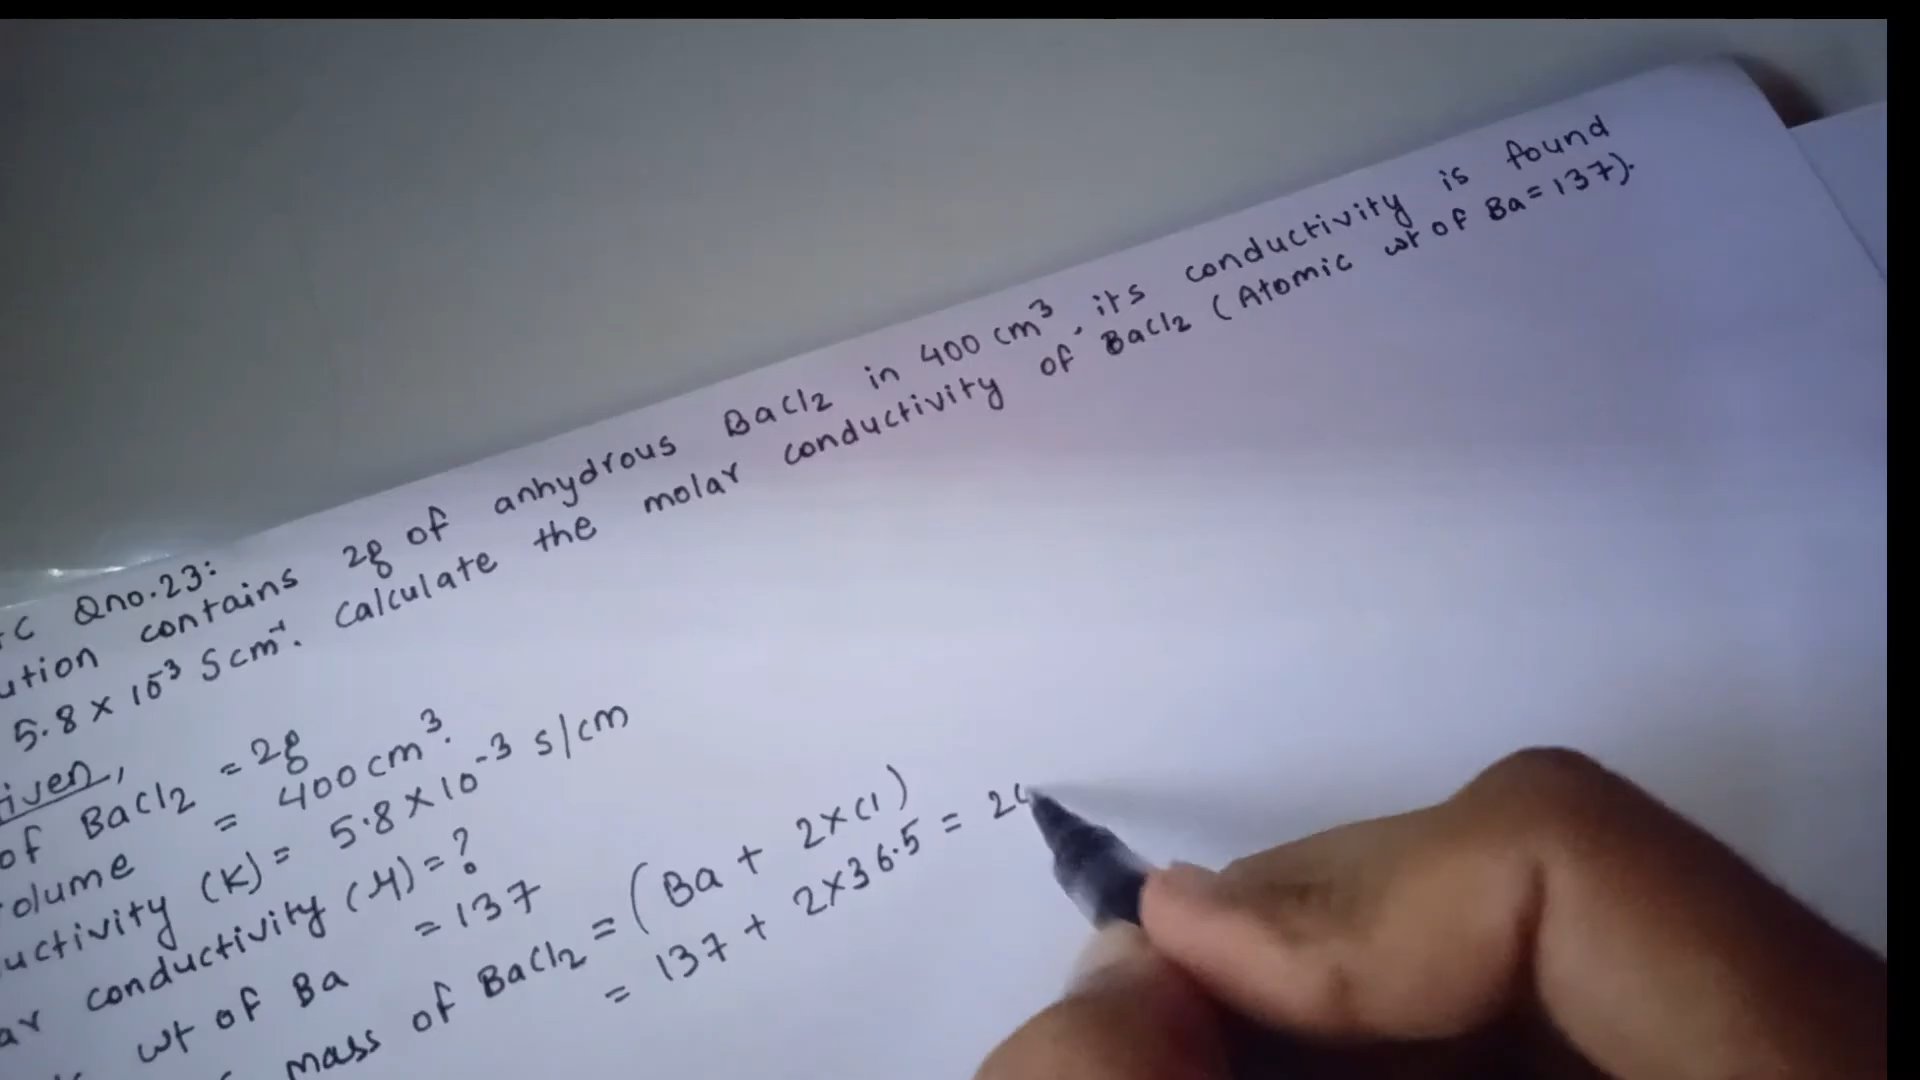 C Qno.23:
ution contains 2g of anhydrous BaCl2 in 400 cm³, its conductivity is found
5.8 × 10⁻³ S cm⁻¹. Calculate the molar conductivity of BaCl2 (Atomic wt of Ba = 137).
iven,
of BaCl2 = 2g
olume = 400 cm³.
uctivity (K) = 5.8 × 10⁻³ s/cm
ar conductivity (M) = ?
wt of Ba = 137
mass of BaCl2 = (Ba + 2×Cl)
= 137 + 2×36.5 = 2